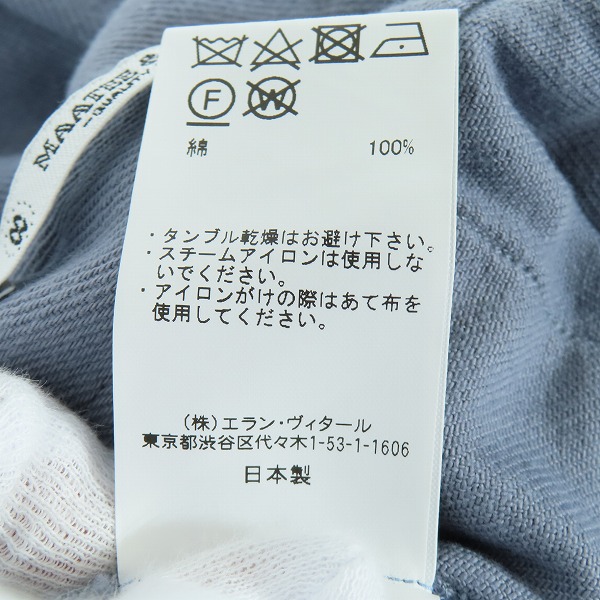 F W
綿 100%
・タンブル乾燥はお避け下さい。
・スチームアイロンは使用しな
いでください。
・アイロンがけの際はあて布を
使用してください。
(株)エラン・ヴィタール
東京都渋谷区代々木1-53-1-1606
日本製
MAATEE &
QUALITY
8